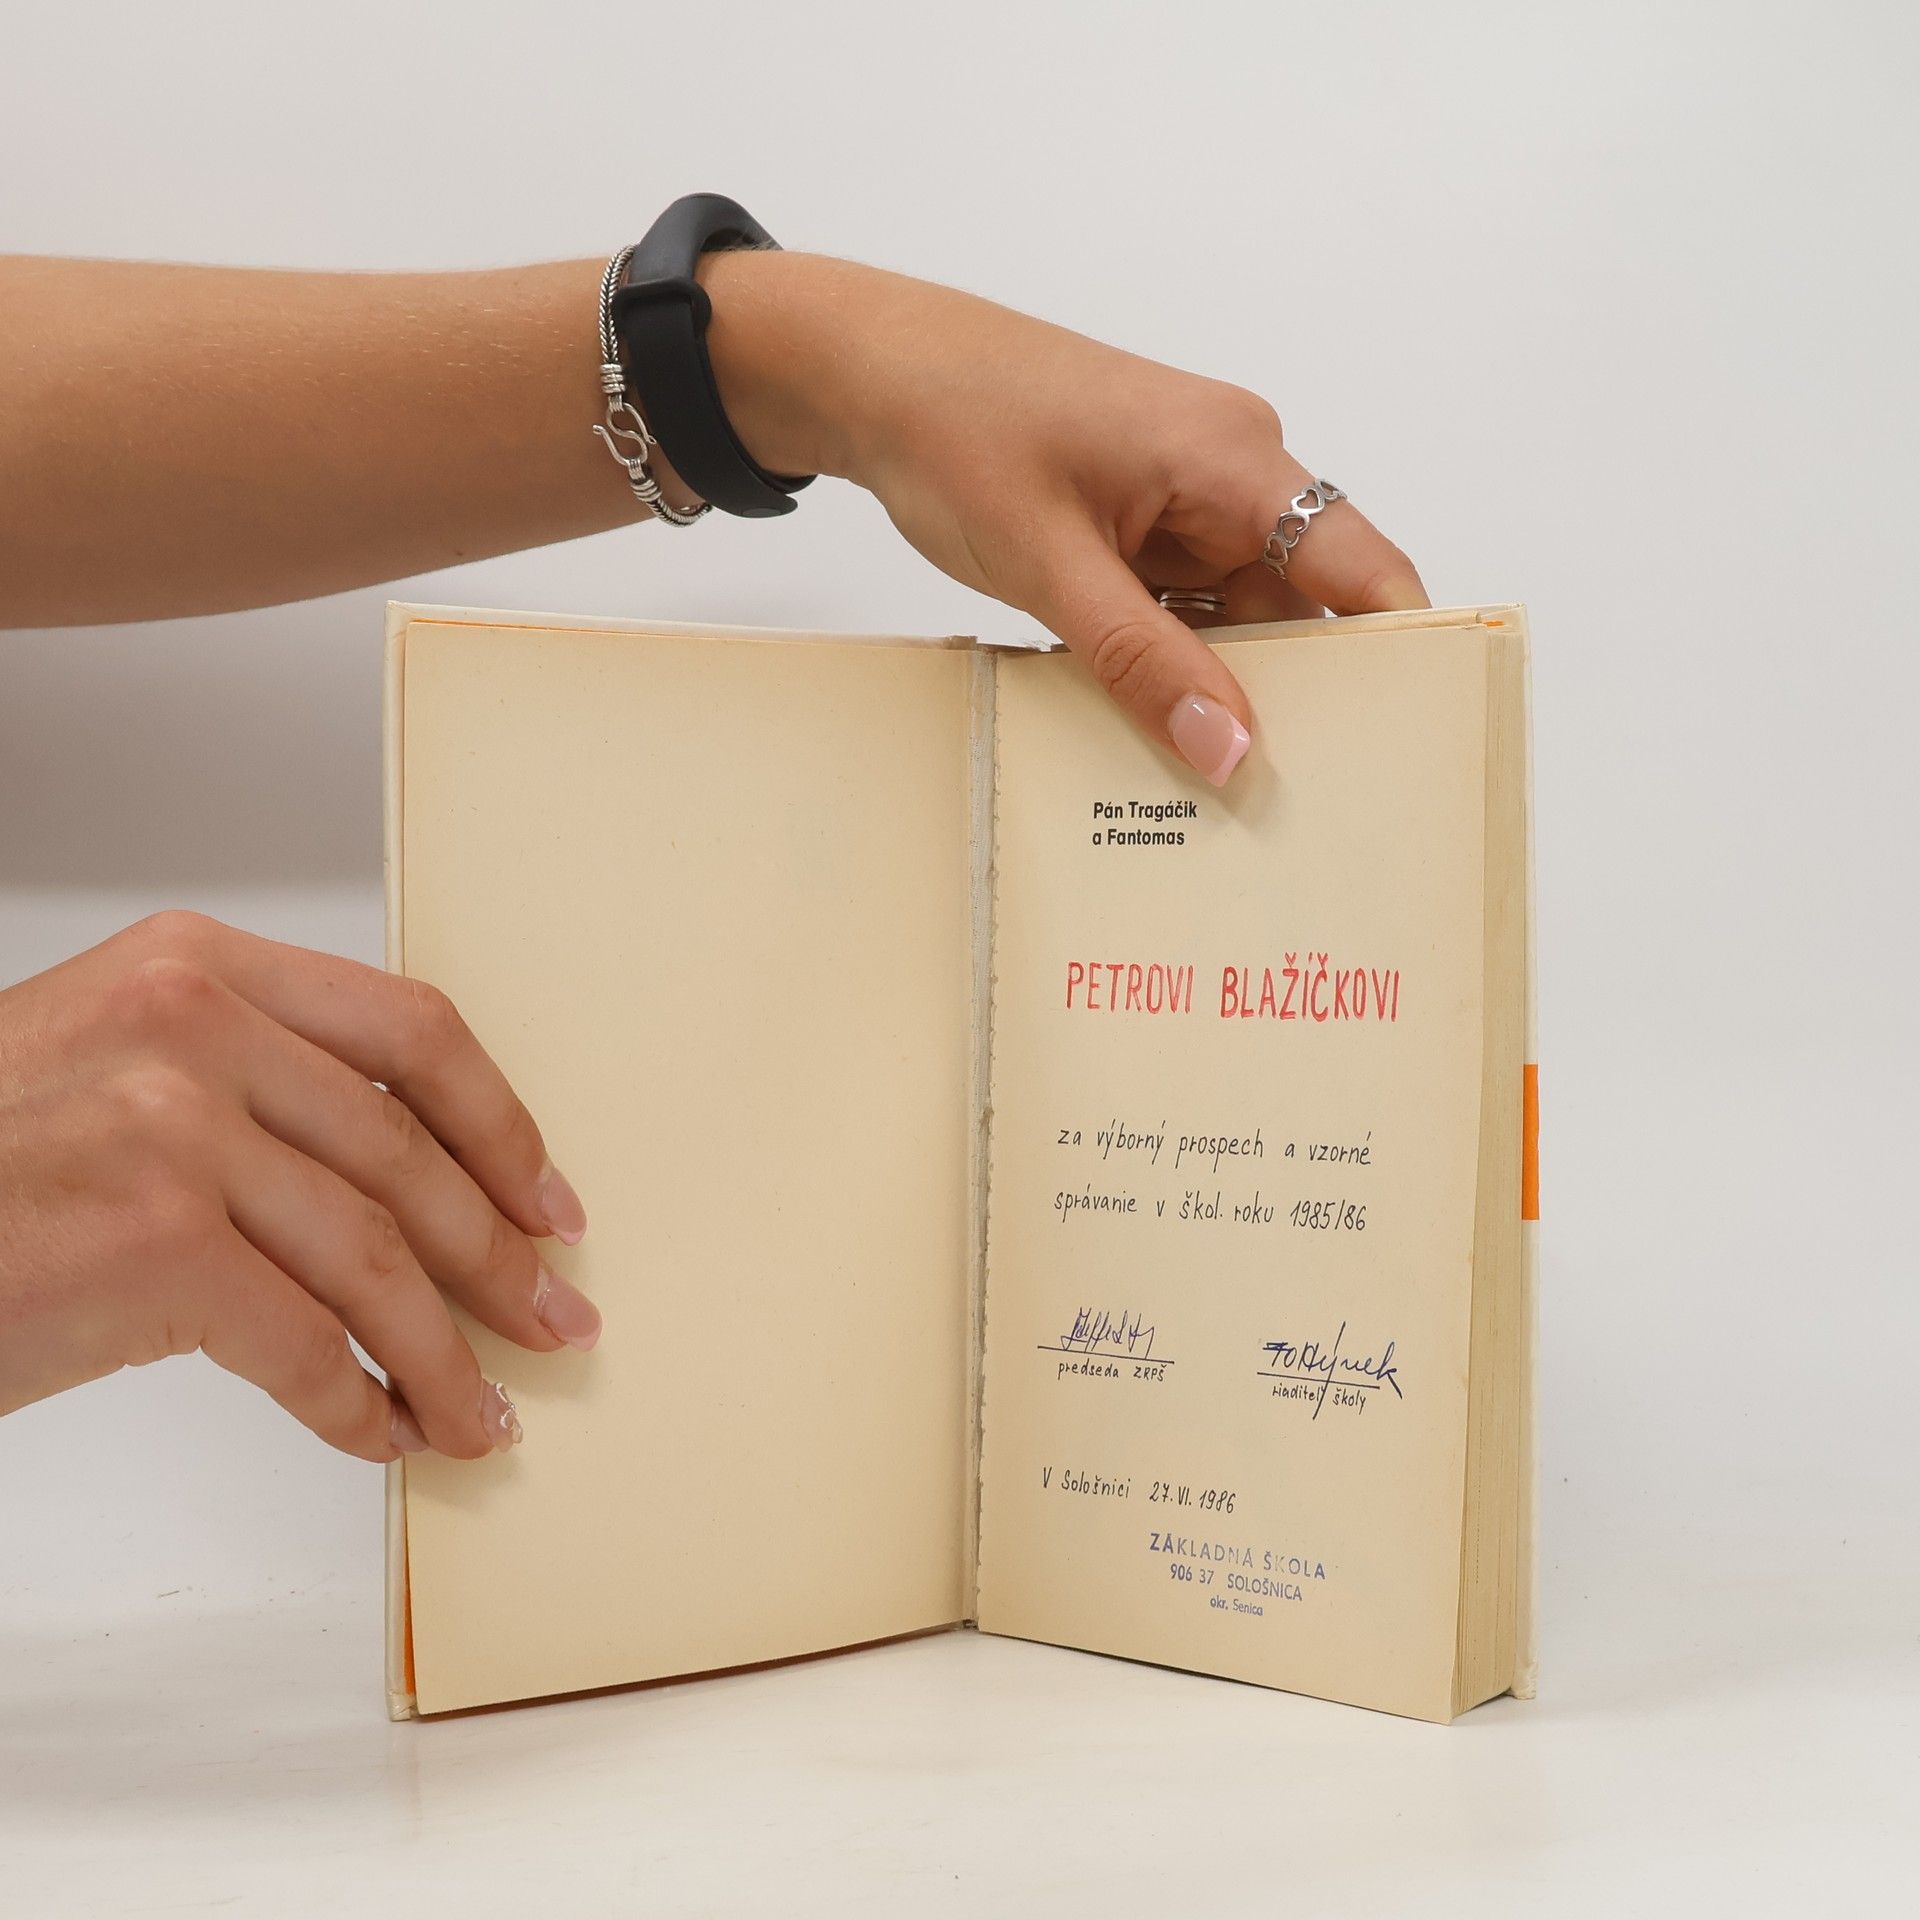 Pán Tragáčik
a Fantomas
PETROVI BLAŽÍČKOVI
za výborný prospech a vzorné
správanie v škol. roku 1985/86
predseda ZRPŠ
riaditeľ školy
V Sološnici 27. VI. 1986
ZÁKLADNÁ ŠKOLA
906 37 SOLOŠNICA
okr. Senica